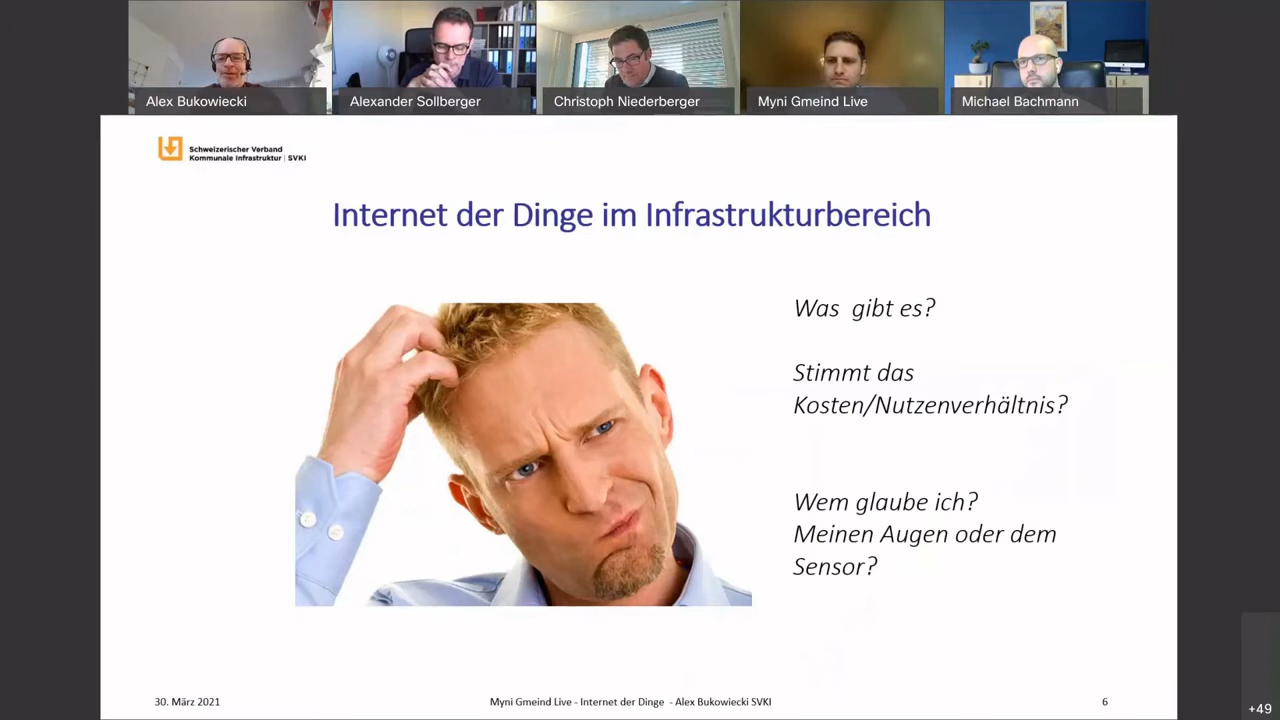 Alex Bukowiecki
Alexander Sollberger
Christoph Niederberger
Myni Gmeind Live
Michael Bachmann
Schweizerischer Verband
Kommunale Infrastruktur | SVKI
Internet der Dinge im Infrastrukturbereich
Was gibt es?
Stimmt das
Kosten/Nutzenverhältnis?
Wem glaube ich?
Meinen Augen oder dem
Sensor?
30. März 2021
Myni Gmeind Live - Internet der Dinge - Alex Bukowiecki SVKI
6
+49